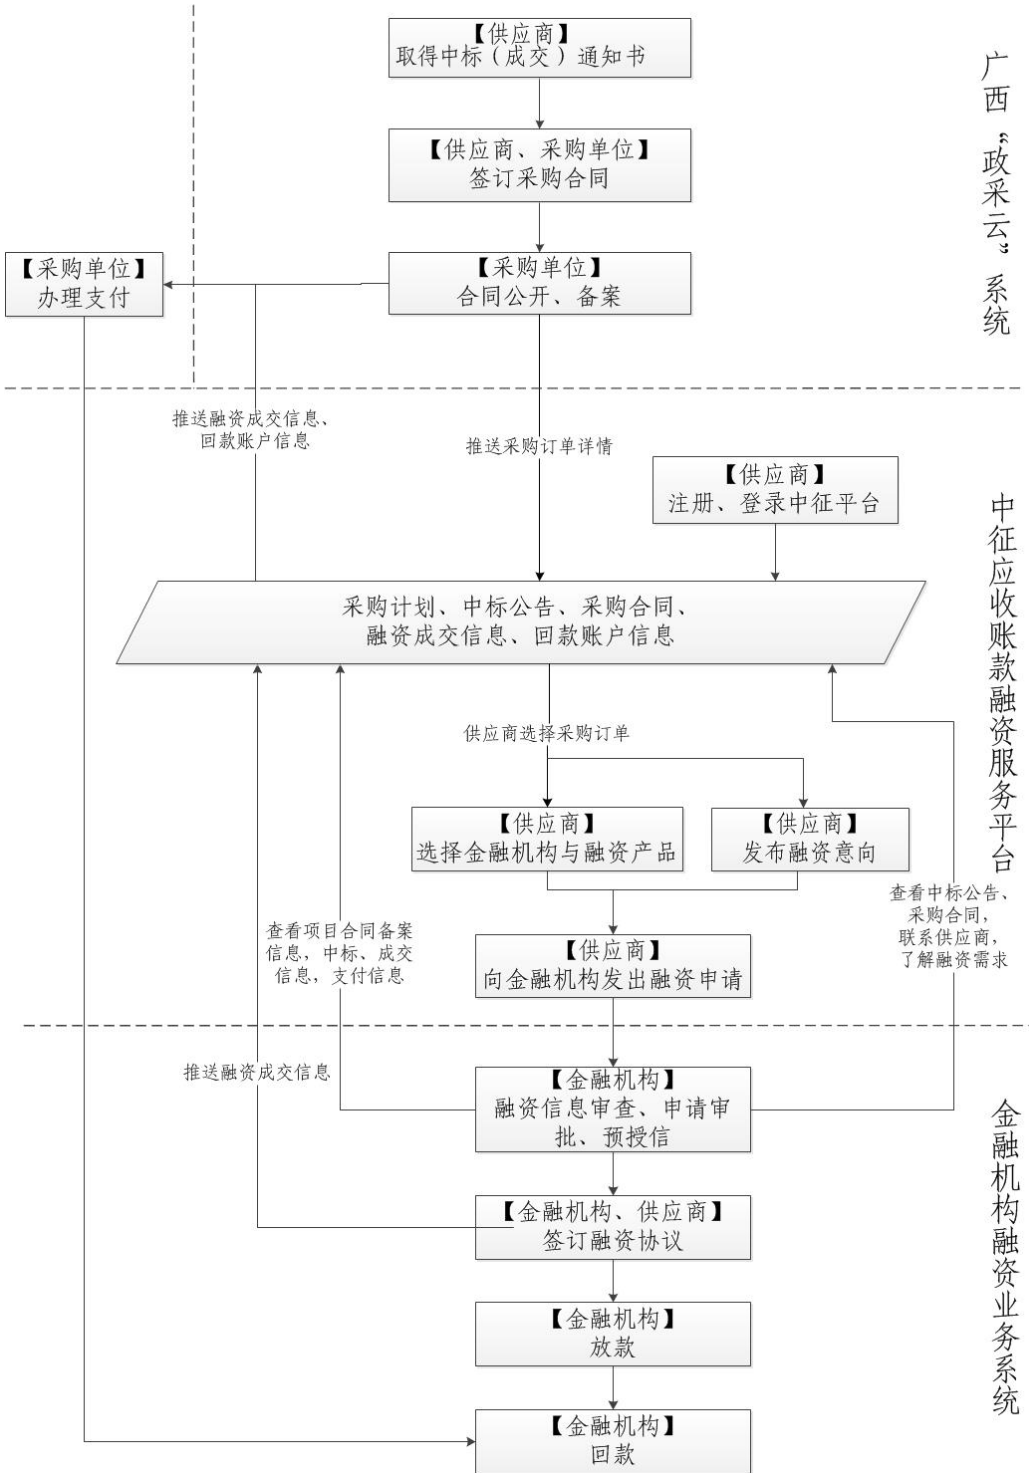 【供应商】
取得中标（成交）通知书
【供应商、采购单位】
签订采购合同
【采购单位】
办理支付
【采购单位】
合同公开、备案
广西“政采云”系统
推送融资成交信息、
回款账户信息
推送采购订单详情
【供应商】
注册、登录中征平台
采购计划、中标公告、采购合同、
融资成交信息、回款账户信息
供应商选择采购订单
中征应收账款融资服务平台
【供应商】
选择金融机构与融资产品
【供应商】
发布融资意向
查看中标公告、
采购合同，
联系供应商，
了解融资需求
查看项目合同备案
信息，中标、成交
信息，支付信息
【供应商】
向金融机构发出融资申请
推送融资成交信息
【金融机构】
融资信息审查、申请审
批、预授信
【金融机构、供应商】
签订融资协议
【金融机构】
放款
【金融机构】
回款
金融机构融资业务系统